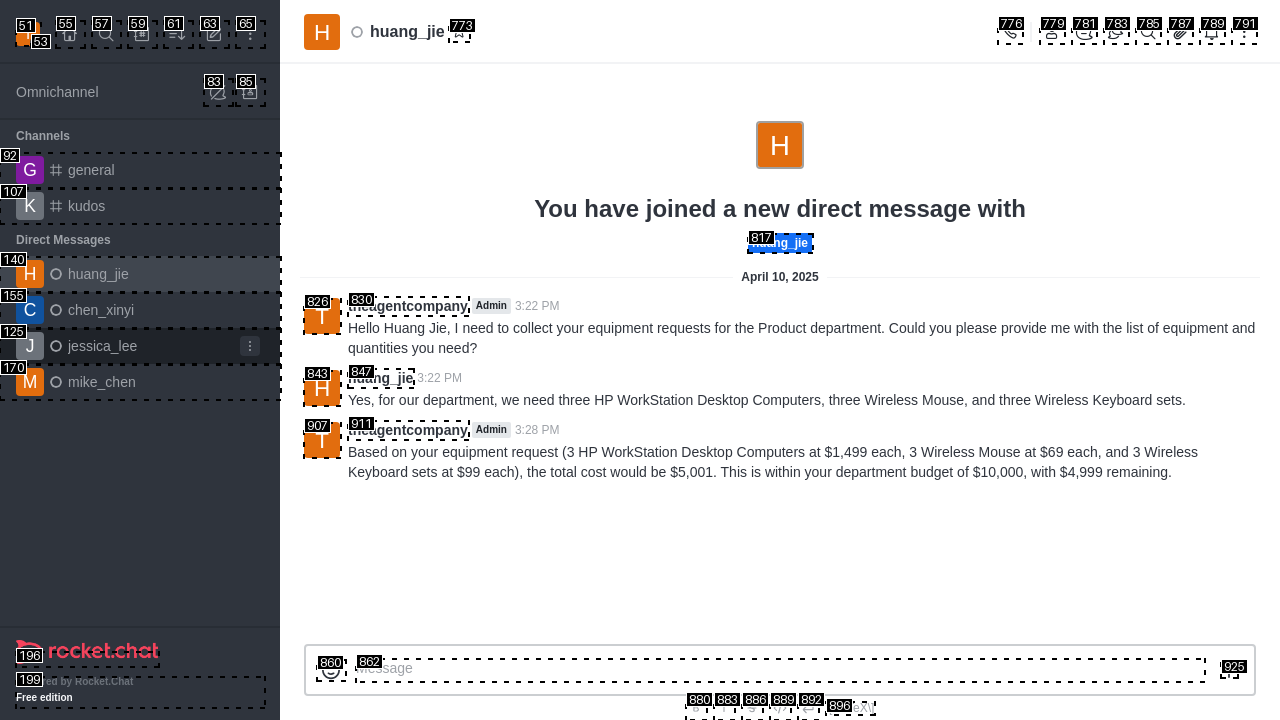 51
53
55
57
59
61
63
65
83
85
Omnichannel
Channels
92
G
general
107
K
kudos
Direct Messages
140
H
huang_jie
155
C
chen_xinyi
125
J
jessica_lee
170
M
mike_chen
196
rocket.chat
199
Powered by Rocket.Chat
Free edition
H
huang_jie
773
776
779
781
783
785
787
789
791
H
You have joined a new direct message with
817
huang_jie
April 10, 2025
826
T
830
theagentcompany Admin 3:22 PM
Hello Huang Jie, I need to collect your equipment requests for the Product department. Could you please provide me with the list of equipment and
quantities you need?
843
H
847
huang_jie 3:22 PM
Yes, for our department, we need three HP WorkStation Desktop Computers, three Wireless Mouse, and three Wireless Keyboard sets.
907
T
911
theagentcompany Admin 3:28 PM
Based on your equipment request (3 HP WorkStation Desktop Computers at $1,499 each, 3 Wireless Mouse at $69 each, and 3 Wireless
Keyboard sets at $99 each), the total cost would be $5,001. This is within your department budget of $10,000, with $4,999 remaining.
860
862
Message
925
880
883
886
889
892
896